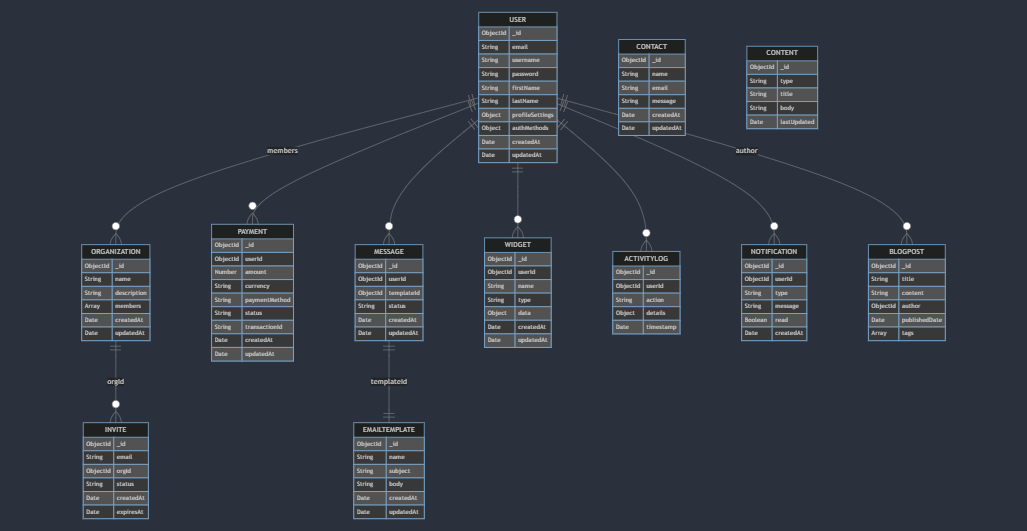 USER
ObjectId _id
String email
String username
String password
String firstName
String lastName
Object profileSettings
Object authMethods
Date createdAt
Date updatedAt
CONTACT
ObjectId _id
String name
String email
String message
Date createdAt
Date updatedAt
CONTENT
ObjectId _id
String type
String title
String body
Date lastUpdated
members
author
ORGANIZATION
ObjectId _id
String name
String description
Array members
Date createdAt
Date updatedAt
PAYMENT
ObjectId _id
ObjectId userId
Number amount
String currency
String paymentMethod
String status
String transactionId
Date createdAt
Date updatedAt
MESSAGE
ObjectId _id
ObjectId userId
ObjectId templateId
String status
Date createdAt
Date updatedAt
WIDGET
ObjectId _id
ObjectId userId
String name
String type
Object data
Date createdAt
Date updatedAt
ACTIVITYLOG
ObjectId _id
ObjectId userId
String action
Object details
Date timestamp
NOTIFICATION
ObjectId _id
ObjectId userId
String type
String message
Boolean read
Date createdAt
BLOGPOST
ObjectId _id
String title
String content
ObjectId author
Date publishedDate
Array tags
orgId
templateId
INVITE
ObjectId _id
String email
ObjectId orgId
String status
Date createdAt
Date expiresAt
EMAILTEMPLATE
ObjectId _id
String name
String subject
String body
Date createdAt
Date updatedAt